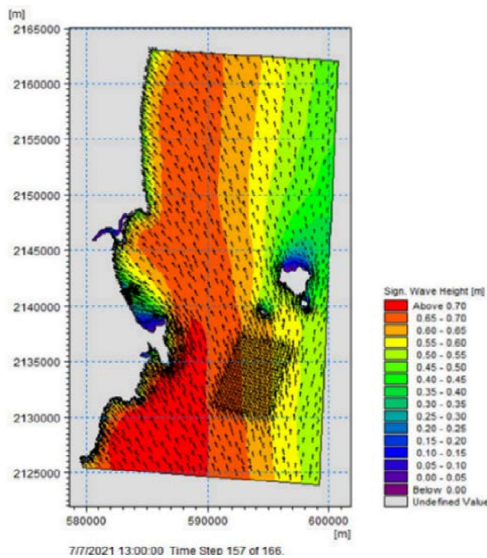 [m]
2165000
2160000
2155000
2150000
2145000
2140000
2135000
2130000
2125000
580000 590000 600000
[m]
Sign. Wave Height [m]
Above 0.70
0.65 - 0.70
0.60 - 0.65
0.55 - 0.60
0.50 - 0.55
0.45 - 0.50
0.40 - 0.45
0.35 - 0.40
0.30 - 0.35
0.25 - 0.30
0.20 - 0.25
0.15 - 0.20
0.10 - 0.15
0.05 - 0.10
0.00 - 0.05
Below 0.00
Undefined Value
7/7/2021 13:00:00 Time Step 157 of 166.